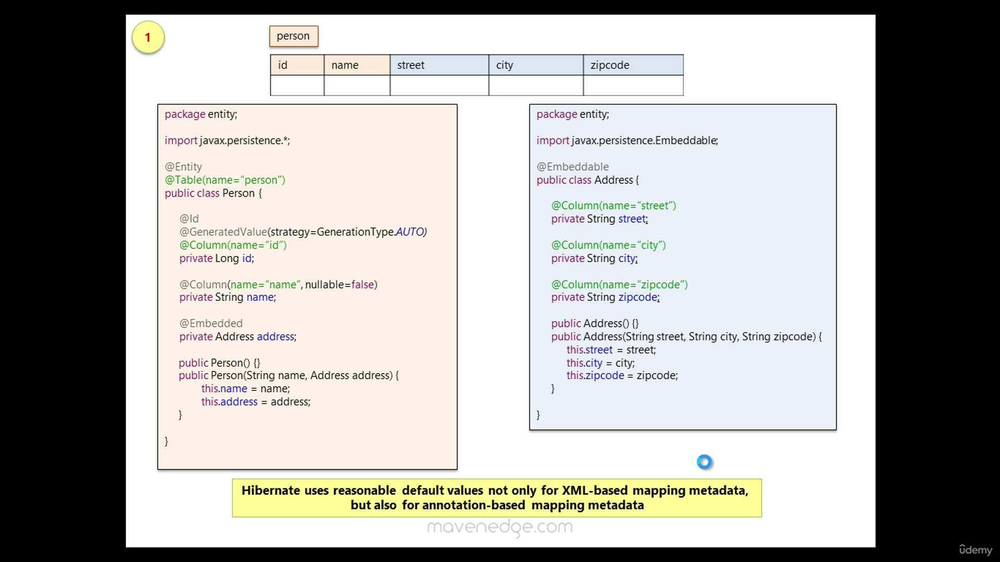 1
person
id name street city zipcode
package entity;
import javax.persistence.*;
@Entity
@Table(name=“person”)
public class Person {
@Id
@GeneratedValue(strategy=GenerationType.AUTO)
@Column(name=“id”)
private Long id;
@Column(name=“name”, nullable=false)
private String name;
@Embedded
private Address address;
public Person() {}
public Person(String name, Address address) {
this.name = name;
this.address = address;
}
}
package entity;
import javax.persistence.Embeddable;
@Embeddable
public class Address {
@Column(name=“street”)
private String street;
@Column(name=“city”)
private String city;
@Column(name=“zipcode”)
private String zipcode;
public Address() {}
public Address(String street, String city, String zipcode) {
this.street = street;
this.city = city;
this.zipcode = zipcode;
}
}
Hibernate uses reasonable default values not only for XML-based mapping metadata,
but also for annotation-based mapping metadata
mavenedge.com
ûdemy